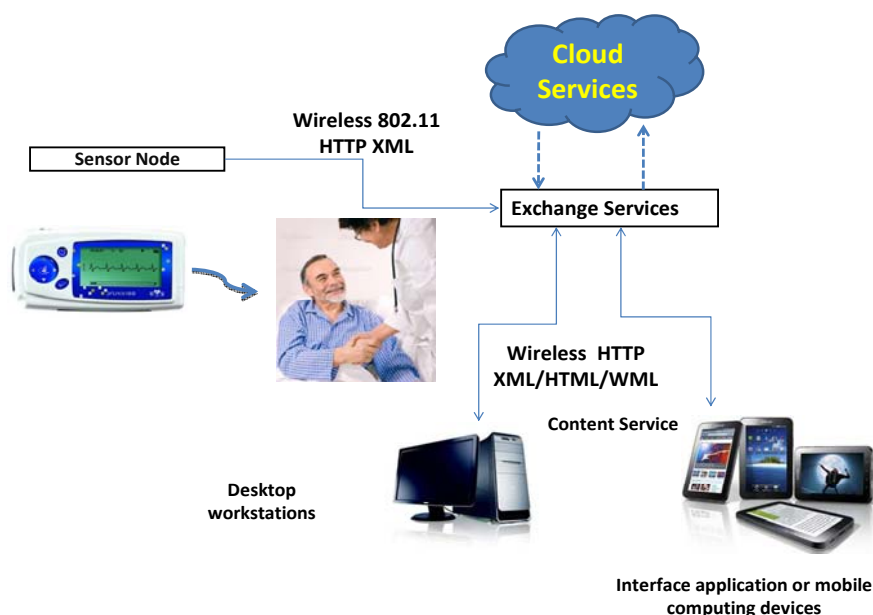 Cloud
Services
Wireless 802.11
HTTP XML
Sensor Node
Exchange Services
Wireless HTTP
XML/HTML/WML
Content Service
Desktop
workstations
Interface application or mobile
computing devices